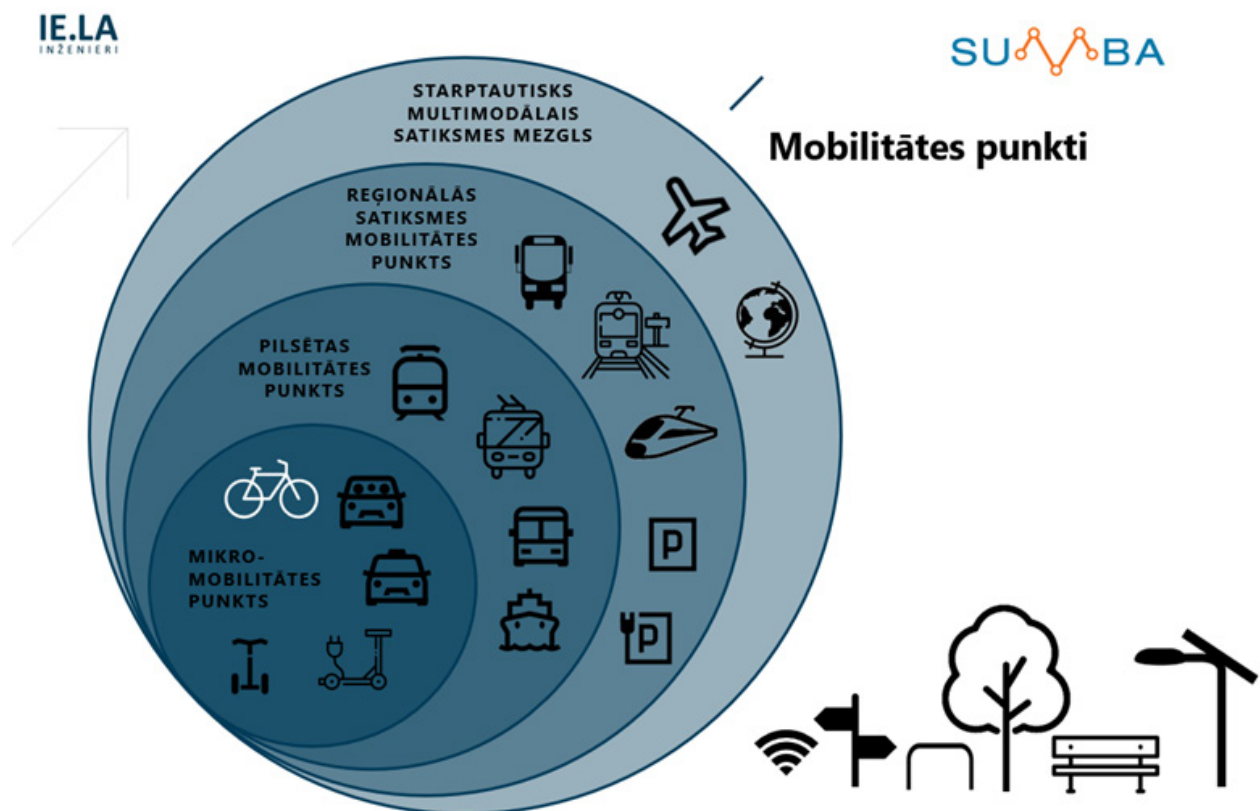 IE.LA
INŽENIERI
SUMBA
Mobilitātes punkti
STARPTAUTISKS
MULTIMODĀLAIS
SATIKSMES MEZGLS
REĢIONĀLĀS
SATIKSMES
MOBILITĀTES
PUNKTS
PILSĒTAS
MOBILITĀTES
PUNKTS
MIKRO-
MOBILITĀTES
PUNKTS
P
P